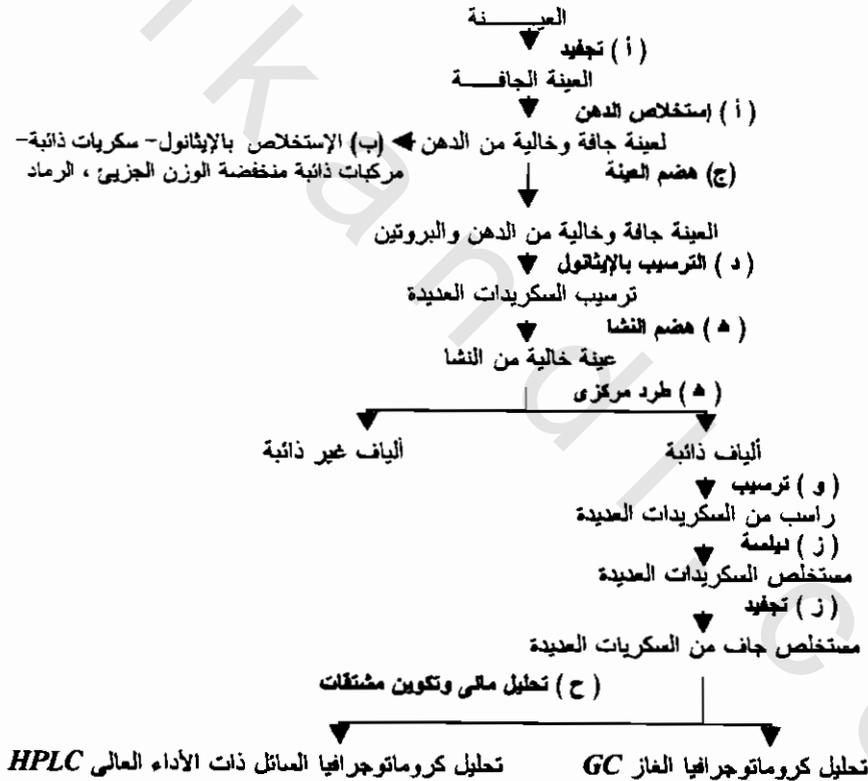 العينة
( أ ) تجفيد
العينة الجافة
( أ ) إستخلاص الدهن
لعينة جافة وخالية من الدهن (ب) الإستخلاص بالإيثانول- سكريات ذائبة-
مركبات ذائبة منخفضة الوزن الجزيئ ، الرماد
(ج) هضم العينة
العينة جافة وخالية من الدهن والبروتين
( د ) الترسيب بالإيثانول
ترسيب السكريدات العديدة
( ه ) هضم النشا
عينة خالية من النشا
( ه ) طرد مركزى
ألياف ذائبة ألياف غير ذائبة
( و ) ترسيب
راسب من السكريدات العديدة
( ز ) ديلسة
مستخلص السكريدات العديدة
( ز ) تجفيد
مستخلص جاف من السكريات العديدة
( ح ) تحليل مائى وتكوين مشتقات
تحليل كروماتوجرافيا الغاز GC تحليل كروماتوجرافيا السائل ذات الأداء العالى HPLC